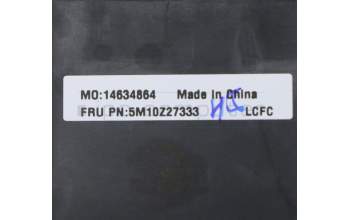 MO:14634864 Made in China
FRU PN:5M10Z27333 LCFC